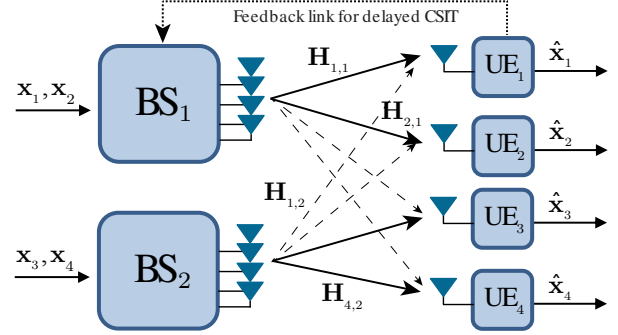 Feedback link for delayed CSIT
x₁, x₂
BS₁
H₁,₁
H₂,₁
UE₁
x̂₁
UE₂
x̂₂
x₃, x₄
BS₂
H₁,₂
H₄,₂
UE₃
x̂₃
UE₄
x̂₄